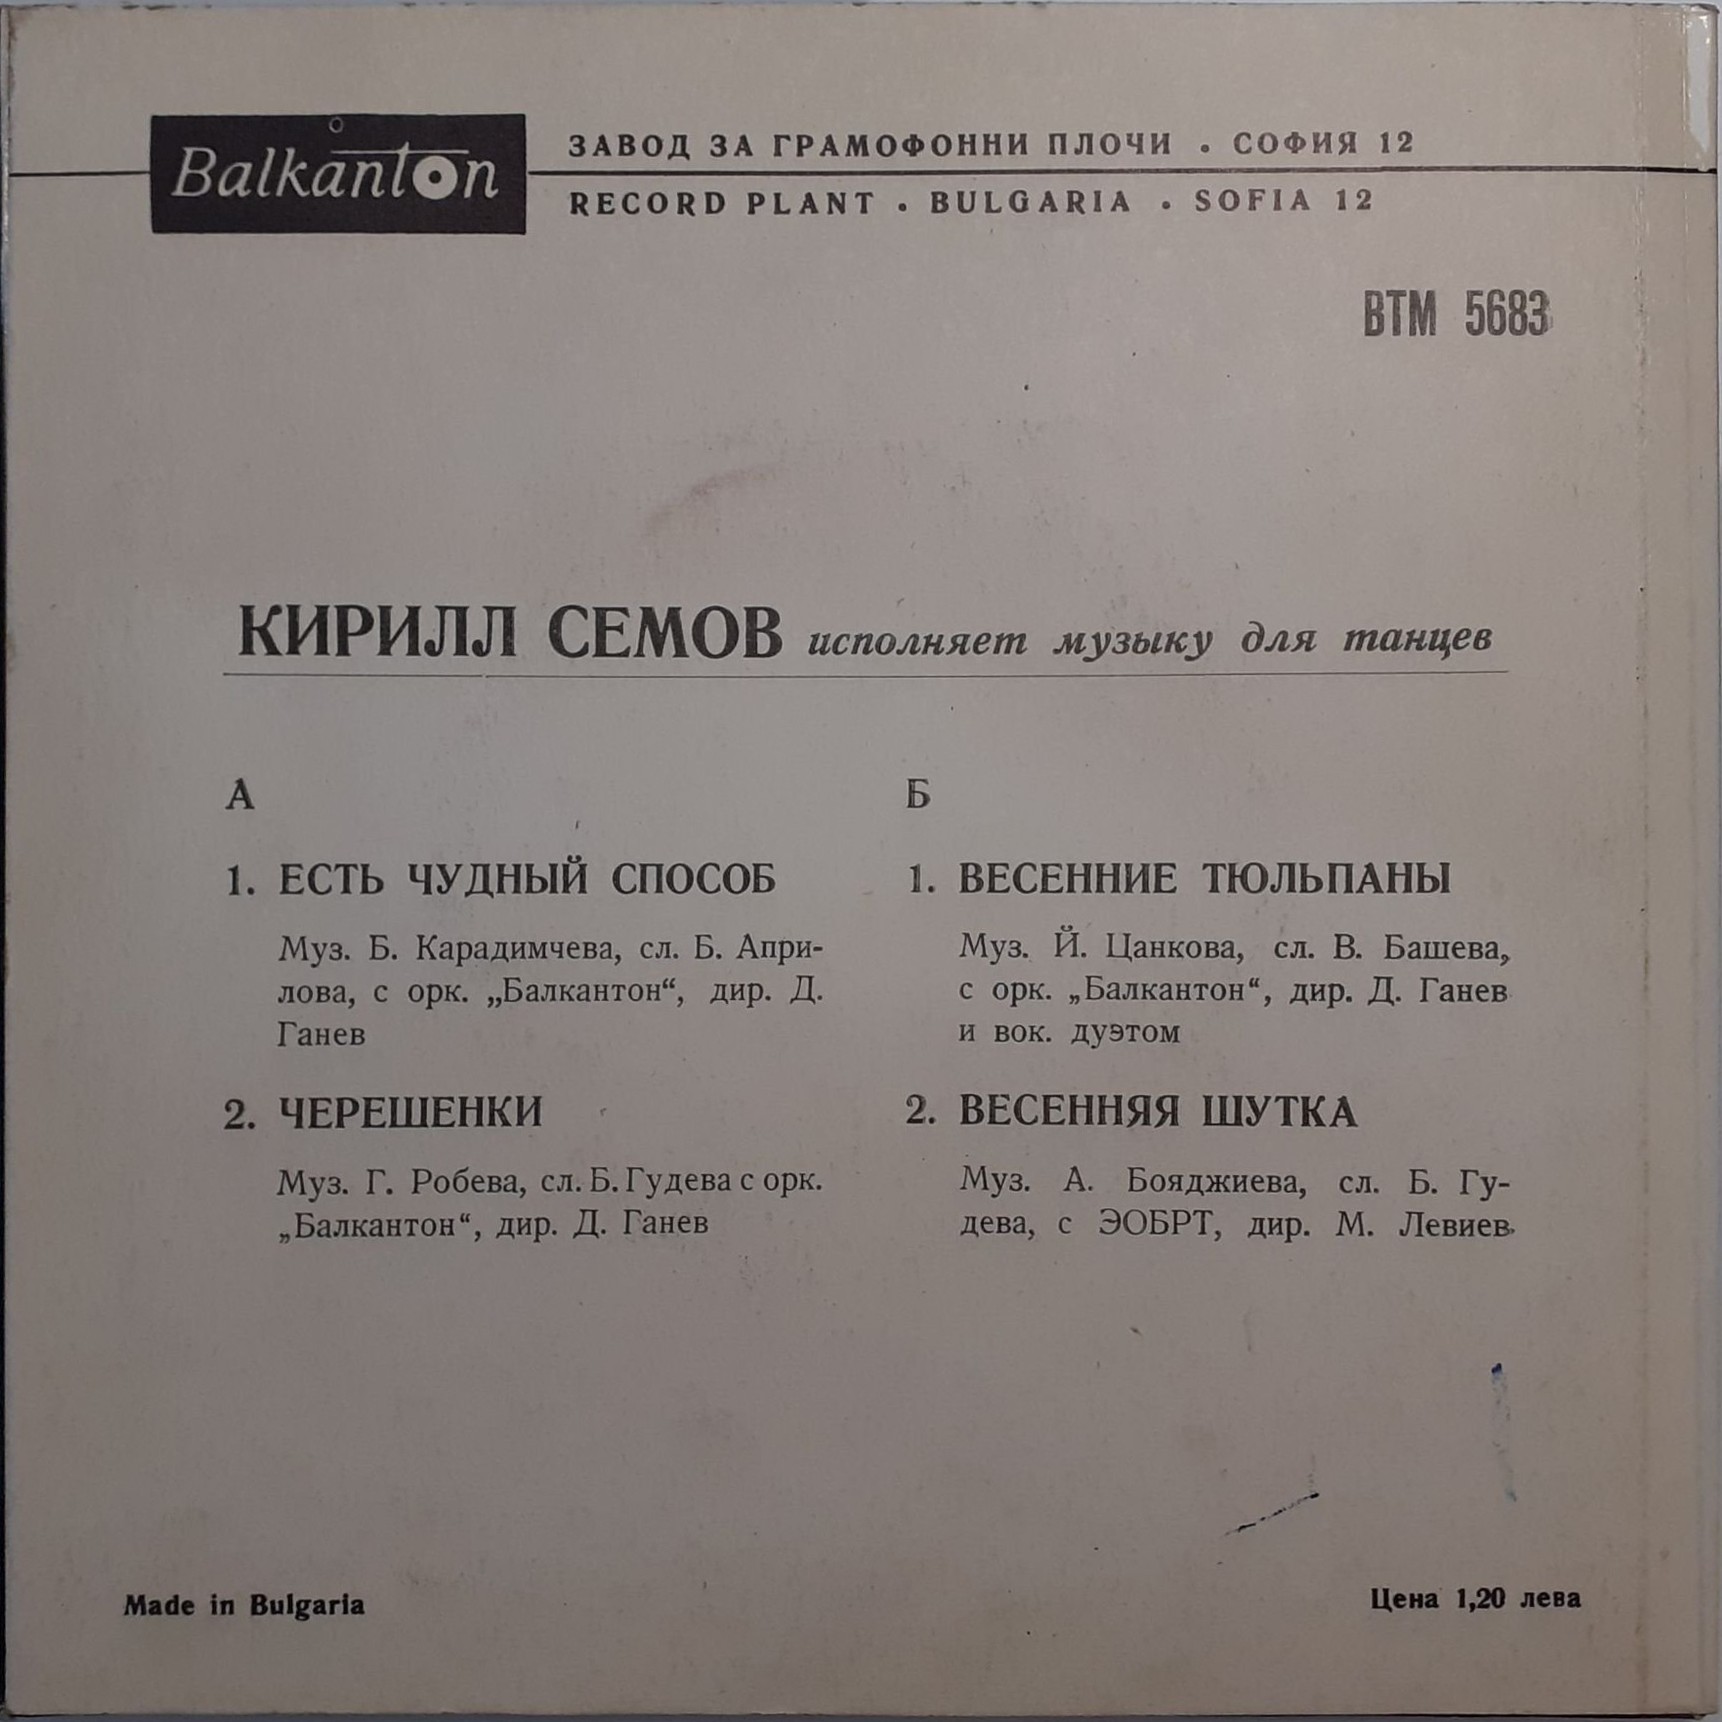 Balkanton
ЗАВОД ЗА ГРАМОФОННИ ПЛОЧИ • СОФИЯ 12
RECORD PLANT • BULGARIA • SOFIA 12
ВТМ 5683
КИРИЛЛ СЕМОВ исполняет музыку для танцев
А
1. ЕСТЬ ЧУДНЫЙ СПОСОБ
Муз. Б. Карадимчева, сл. Б. Апри-
лова, с орк. „Балкантон“, дир. Д.
Ганев
2. ЧЕРЕШЕНКИ
Муз. Г. Робева, сл. Б. Гудева с орк.
„Балкантон“, дир. Д. Ганев
Б
1. ВЕСЕННИЕ ТЮЛЬПАНЫ
Муз. Й. Цанкова, сл. В. Башева,
с орк. „Балкантон“, дир. Д. Ганев
и вок. дуэтом
2. ВЕСЕННЯЯ ШУТКА
Муз. А. Бояджиева, сл. Б. Гу-
дева, с ЭОБРТ, дир. М. Левиев
Made in Bulgaria
Цена 1,20 лева